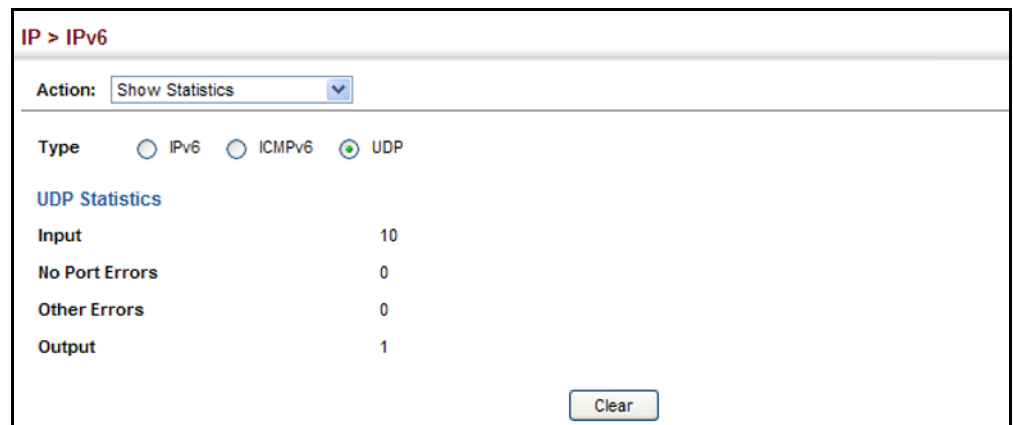 IP > IPv6
Action: Show Statistics
Type IPv6 ICMPv6 UDP
UDP Statistics
Input 10
No Port Errors 0
Other Errors 0
Output 1
Clear